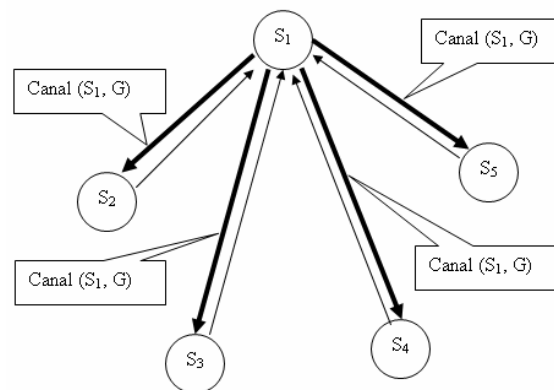 S₁
Canal (S₁, G)
Canal (S₁, G)
S₂
S₅
Canal (S₁, G)
Canal (S₁, G)
S₃
S₄